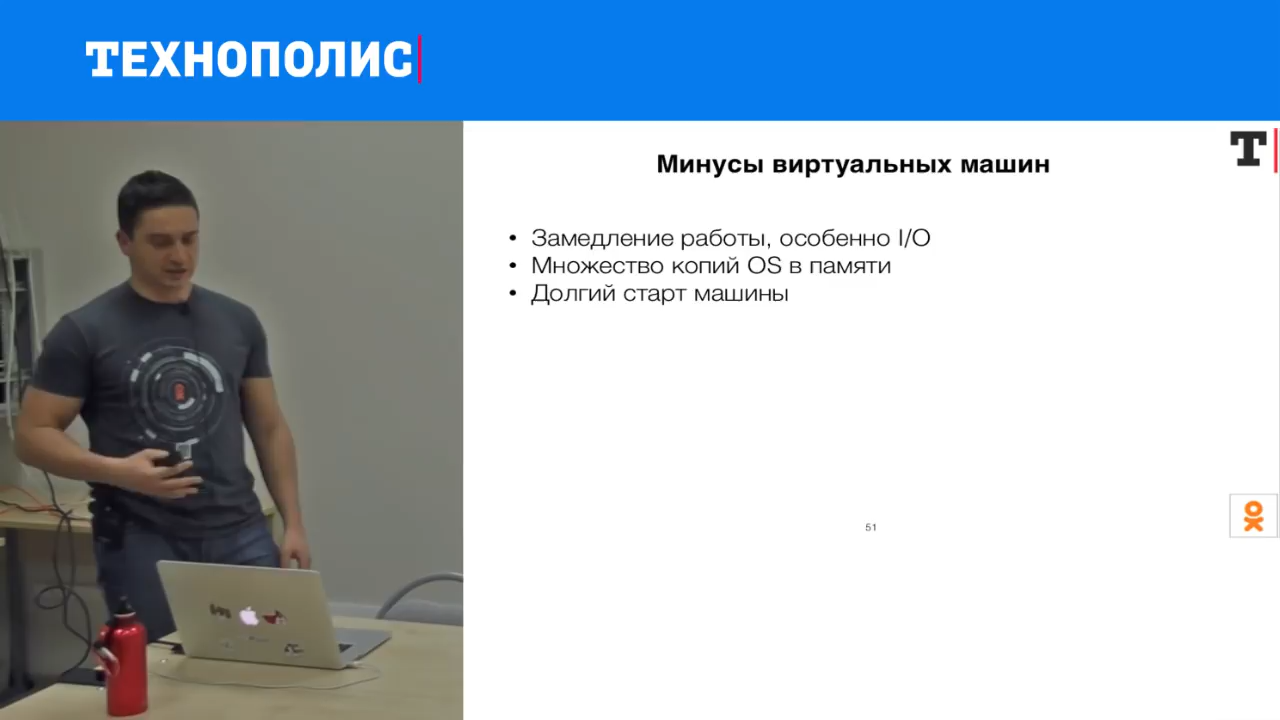 ТЕХНОПОЛИС
Т
Минусы виртуальных машин
• Замедление работы, особенно I/O
• Множество копий OS в памяти
• Долгий старт машины
51